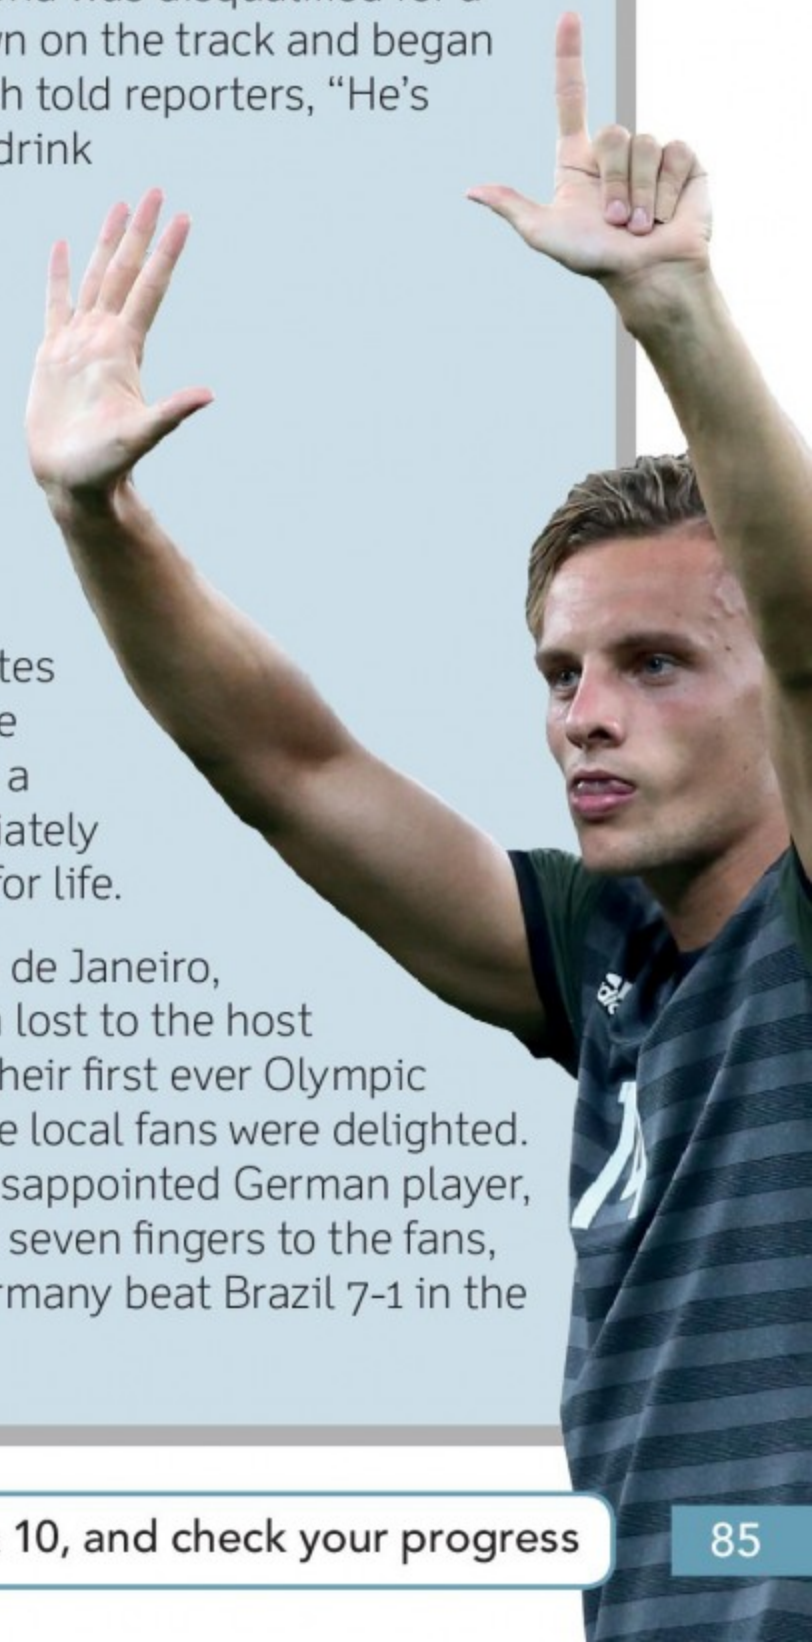 n on the track and began
h told reporters, “He’s
drink
tes
e
a
iately
for life.
de Janeiro,
lost to the host
heir first ever Olympic
e local fans were delighted.
sappointed German player,
seven fingers to the fans,
rmany beat Brazil 7-1 in the
10, and check your progress
85